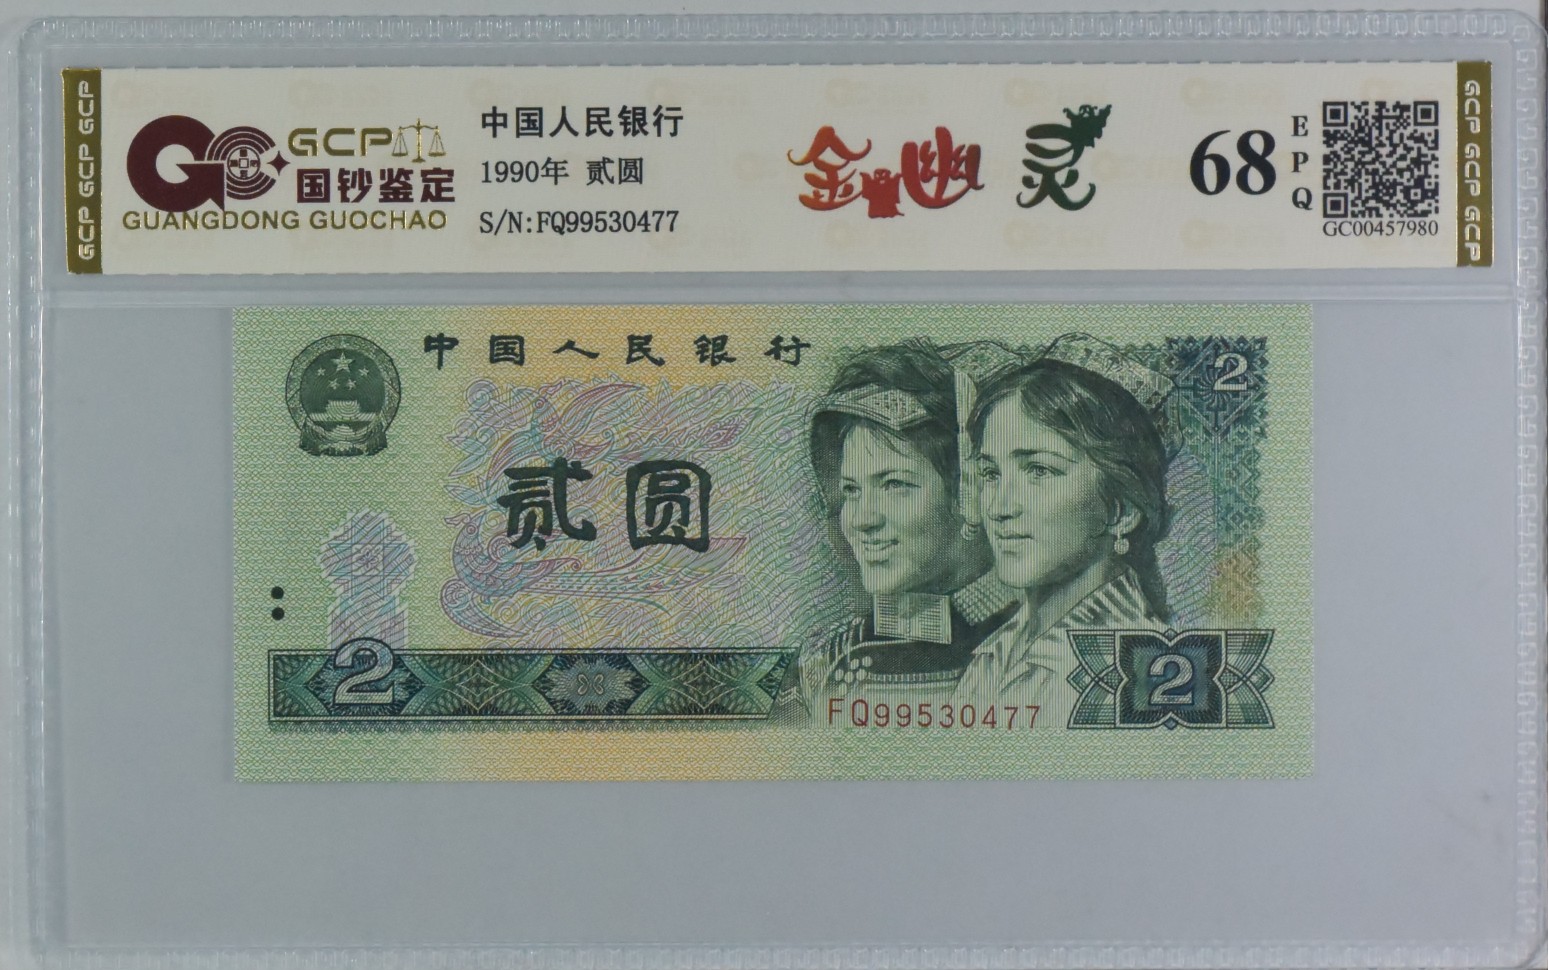 GCP GCP GCP
GCP
国钞鉴定
GUANGDONG GUOCHAO
中国人民银行
1990年 贰圆
S/N:FQ99530477
金幽灵
68
EPQ
GC00457980
GCP GCP GCP
中国人民银行
2
贰圆
2
FQ99530477
2